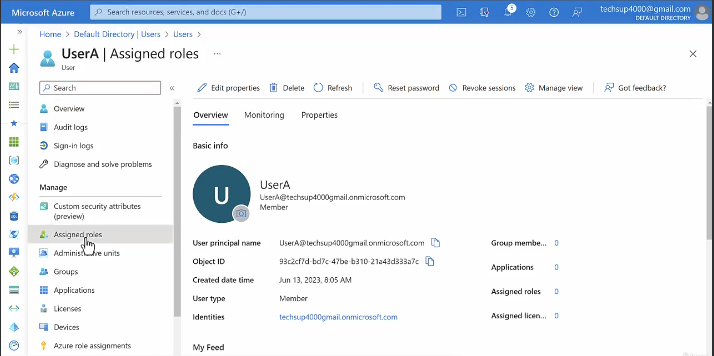 Microsoft Azure
Search resources, services, and docs (G+/)
5
techsup4000@gmail.com
DEFAULT DIRECTORY
Home > Default Directory | Users > Users >
UserA | Assigned roles ...
User
Search
Edit properties Delete Refresh Reset password Revoke sessions Manage view Got feedback?
Overview
Audit logs
Sign-in logs
Diagnose and solve problems
Manage
Custom security attributes
(preview)
Assigned roles
Administrative units
Groups
Applications
Licenses
Devices
Azure role assignments
Overview Monitoring Properties
Basic info
U
UserA
UserA@techsup4000gmail.onmicrosoft.com
Member
User principal name UserA@techsup4000gmail.onmicrosoft.com Group membe... 0
Object ID 93c2cf7d-bd7c-47be-b310-21a43d333a7c Applications 0
Created date time Jun 13, 2023, 8:05 AM Assigned roles 0
User type Member Assigned licen... 0
Identities techsup4000gmail.onmicrosoft.com
My Feed